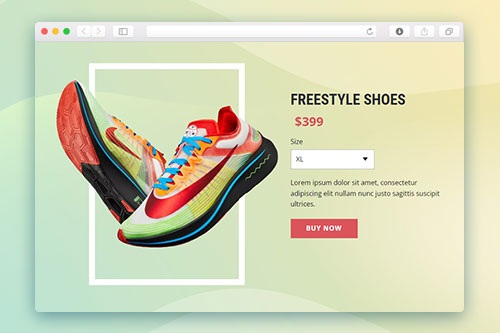 FREESTYLE SHOES
$399
Size
XL
Lorem ipsum dolor sit amet, consectetur
adipiscing elit nullam nunc justo sagittis suscipit
ultrices.
BUY NOW